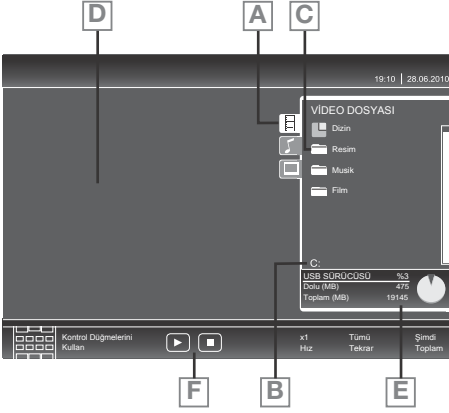 D A C
19:10 | 28.06.2010
VİDEO DOSYASI
Dizin
Resim
Musik
Film
C:
USB SÜRÜCÜSÜ %3
Dolu (MB) 475
Toplam (MB) 19145
Kontrol Düğmelerini
Kullan
x1 Tümü Şimdi
Hız Tekrar Toplam
F B E